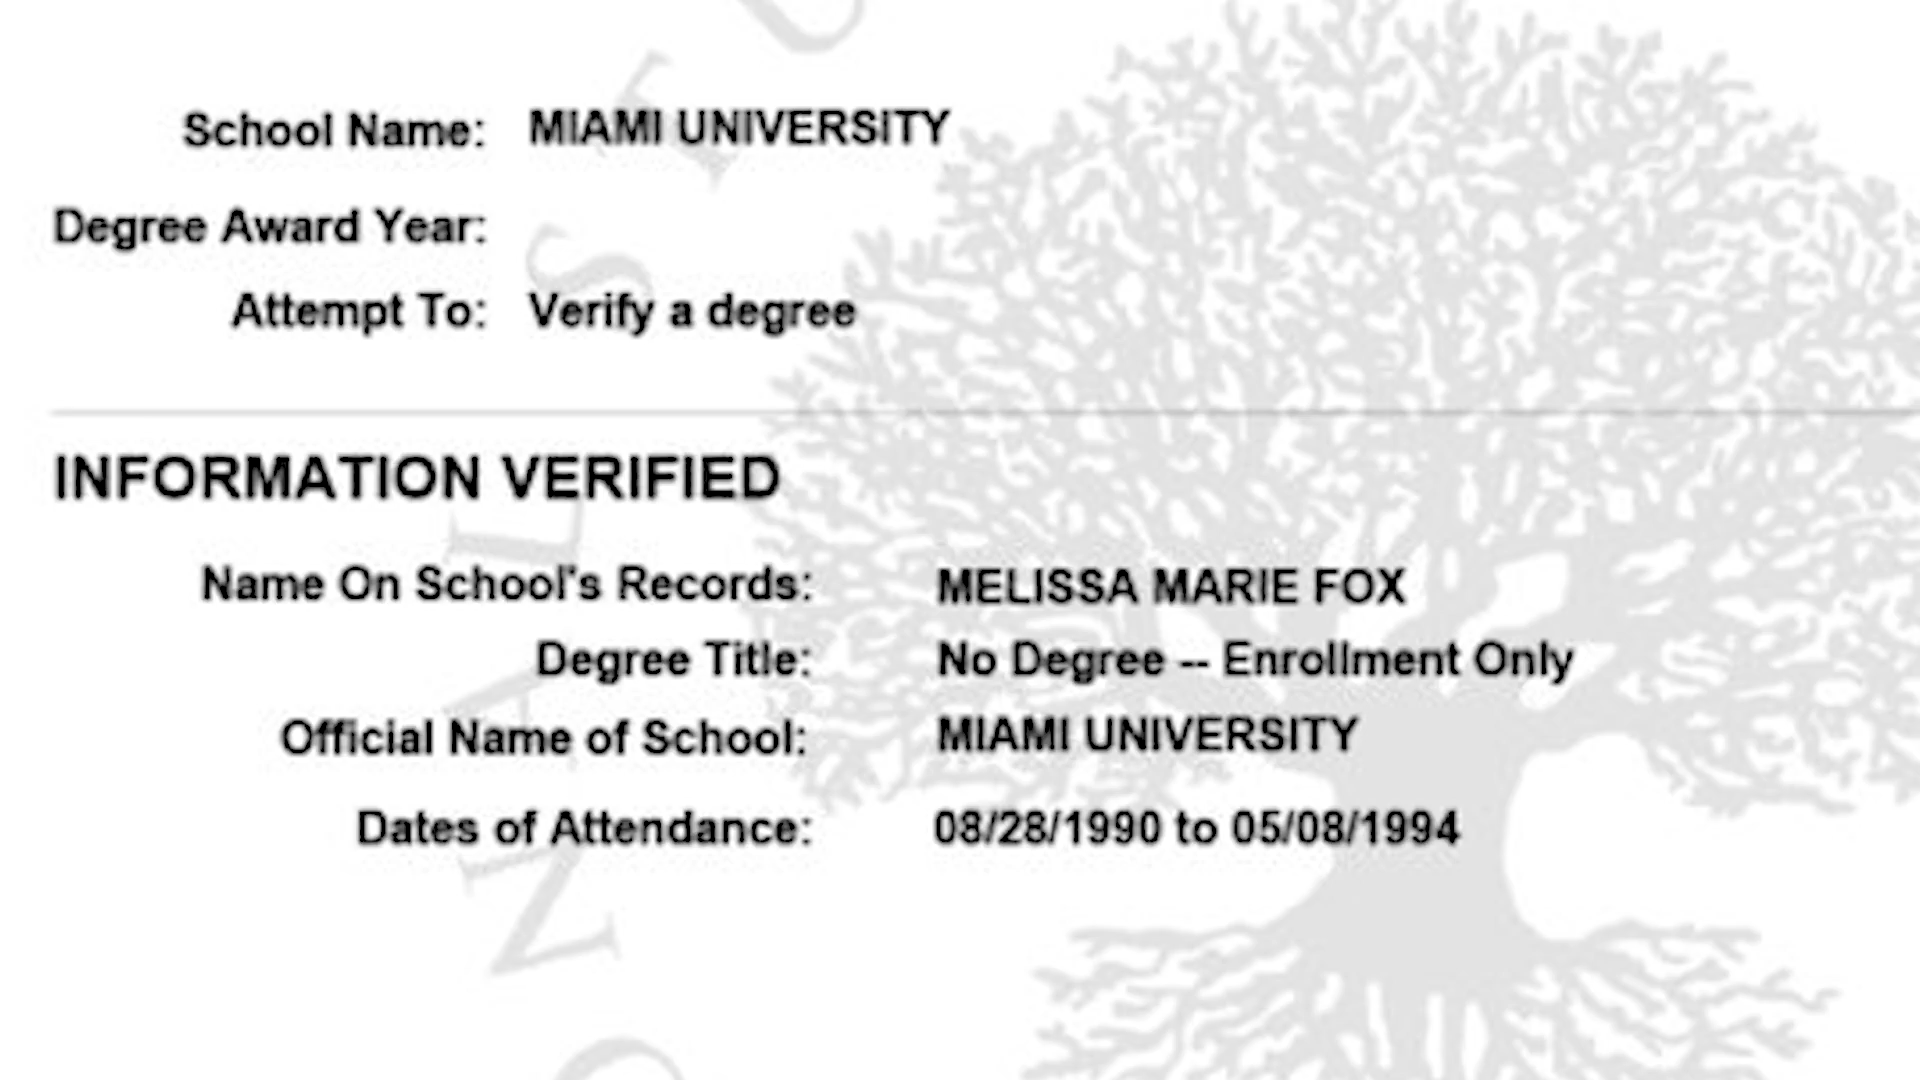 School Name: MIAMI UNIVERSITY
Degree Award Year:
Attempt To: Verify a degree
INFORMATION VERIFIED
Name On School's Records: MELISSA MARIE FOX
Degree Title: No Degree -- Enrollment Only
Official Name of School: MIAMI UNIVERSITY
Dates of Attendance: 08/28/1990 to 05/08/1994